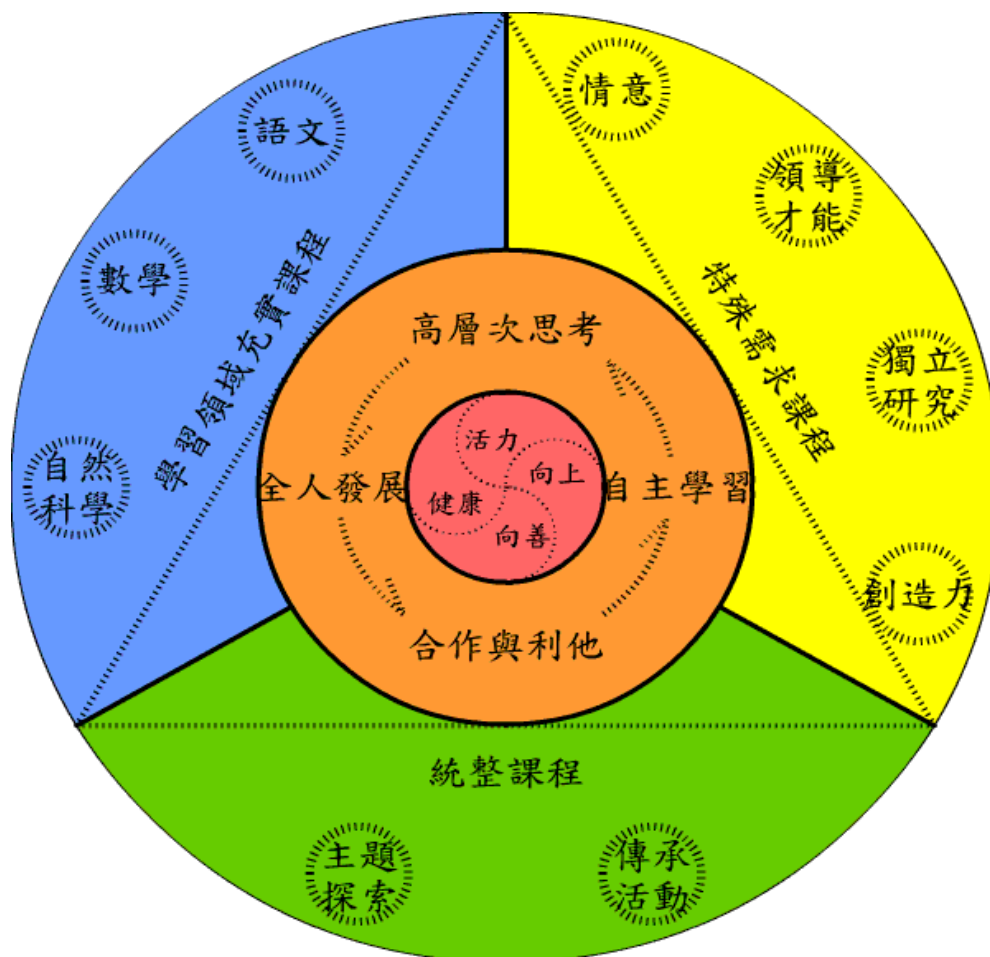 語文
數學
自然
科學
學習領域充實課程
情意
領導
才能
獨立
研究
創造力
特殊需求課程
高層次思考
全人發展
自主學習
合作與利他
活力
向上
健康
向善
統整課程
主題
探索
傳承
活動